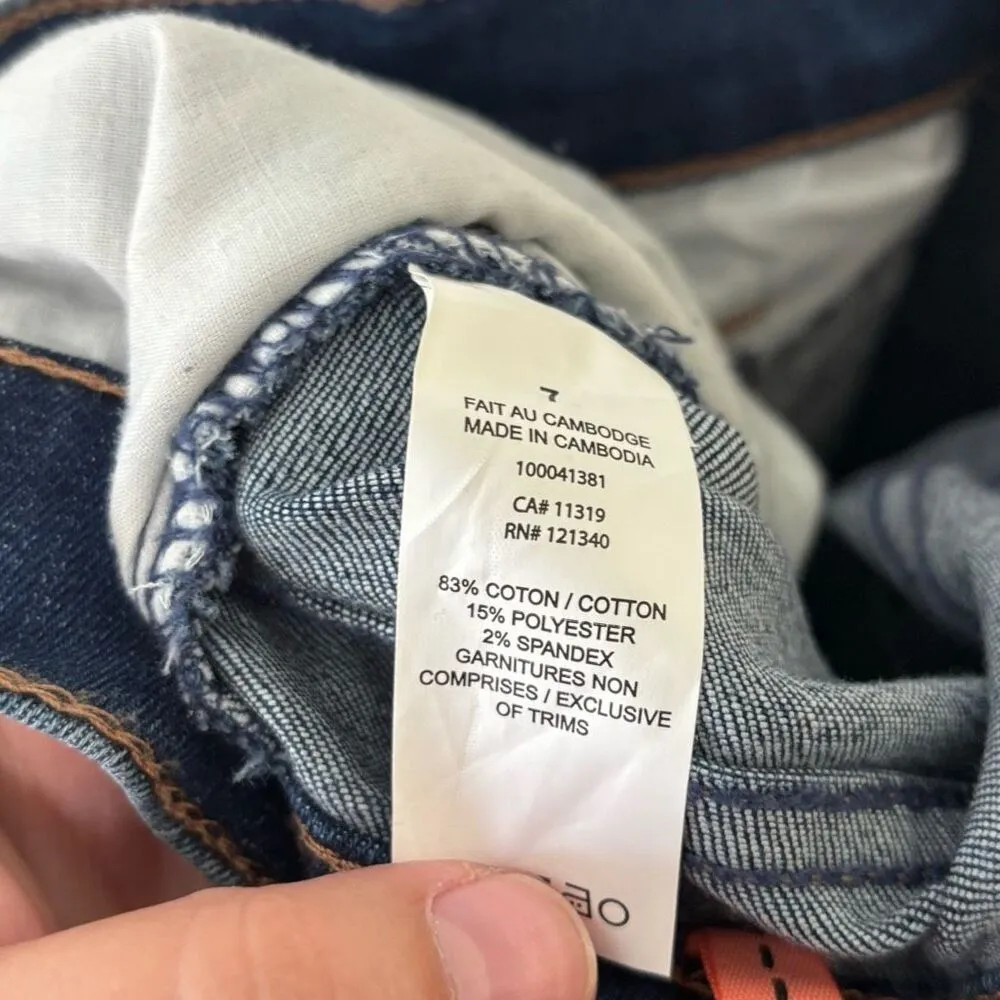 7
FAIT AU CAMBODGE
MADE IN CAMBODIA
100041381
CA# 11319
RN# 121340
83% COTON / COTTON
15% POLYESTER
2% SPANDEX
GARNITURES NON
COMPRISES / EXCLUSIVE
OF TRIMS